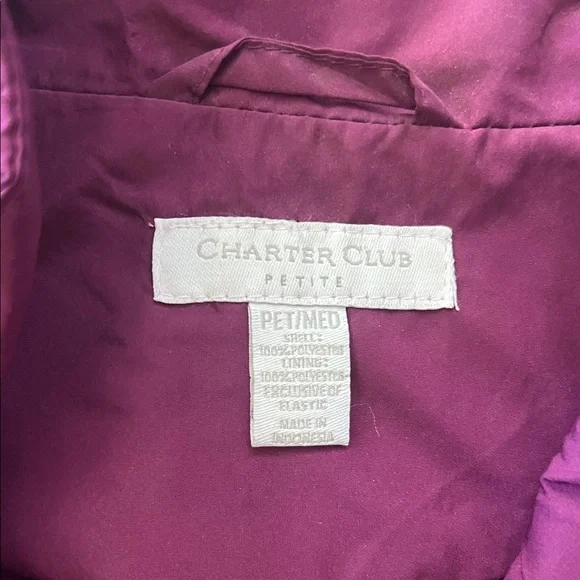 CHARTER CLUB
PETITE
PET/MED
SHELL:
100%POLYESTER
LINING:
100%POLYESTER
EXCLUSIVE OF
ELASTIC
MADE IN
INDONESIA